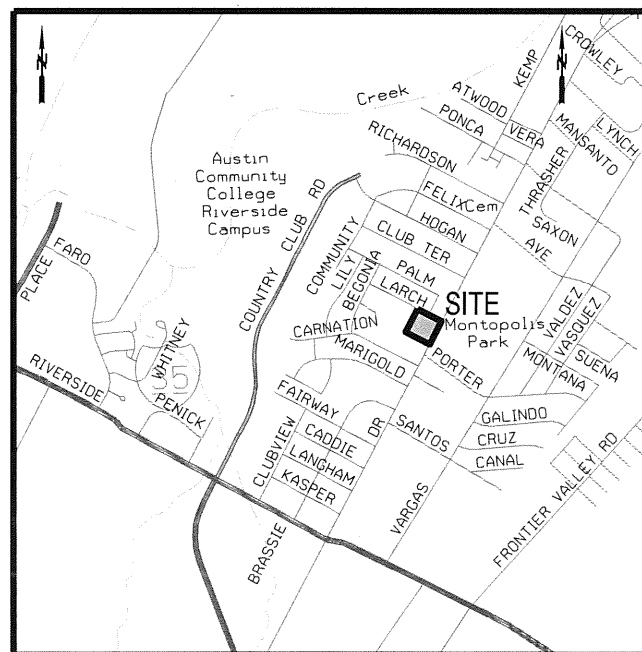 N
N
CROWLEY
KEMP
Creek
ATWOOD
PONCA
VERA
LYNCH
MANSANTO
RICHARDSON
THRASHER
Austin
Community
College
Riverside
Campus
COUNTRY CLUB RD
FELIX
Cem
HOGAN
SAXON
AVE
COMMUNITY
CLUB TER
LILY
BEGONIA
PALM
LARCH
FARO
PLACE
SITE
Montopolis
Park
VALDEZ
VASQUEZ
SUENA
MONTANA
CARNATION
MARIGOLD
PORTER
WHITNEY
35
RIVERSIDE
PENICK
FAIRWAY
DR
SANTOS
GALINDO
CRUZ
CANAL
CLUBVIEW
CADDIE
LANGHAM
KASPER
BRASSIE
VARGAS
FRONTIER VALLEY RD